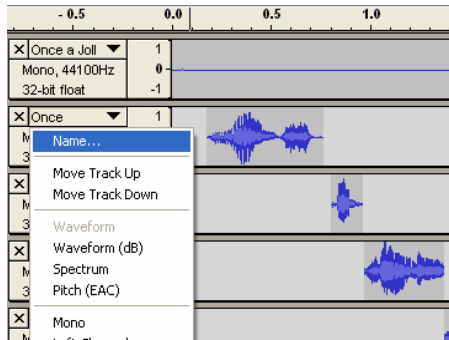 - 0.5 0.0 0.5 1.0
X Once a Joll 1
Mono, 44100Hz 0-
32-bit float -1
X Once 1
Name...
Move Track Up
Move Track Down
X
Waveform
Waveform (dB)
X
Spectrum
Pitch (EAC)
3
X
Mono